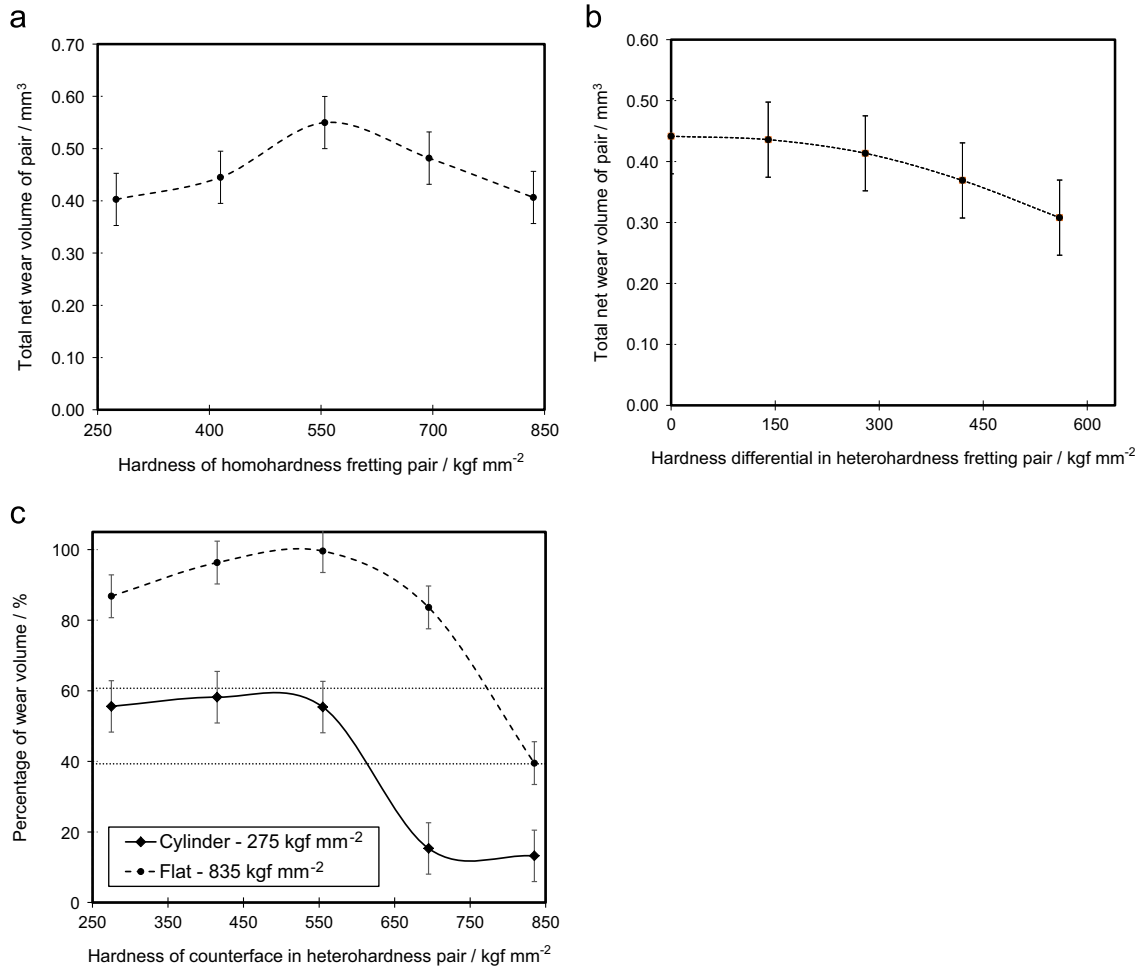 a
Total net wear volume of pair / mm³
0.70
0.60
0.50
0.40
0.30
0.20
0.10
0.00
250 400 550 700 850
Hardness of homohardness fretting pair / kgf mm⁻²
b
Total net wear volume of pair / mm³
0.60
0.50
0.40
0.30
0.20
0.10
0.00
0 150 300 450 600
Hardness differential in heterohardness fretting pair / kgf mm⁻²
c
Percentage of wear volume / %
100
80
60
40
20
0
Cylinder - 275 kgf mm⁻²
Flat - 835 kgf mm⁻²
250 350 450 550 650 750 850
Hardness of counterface in heterohardness pair / kgf mm⁻²